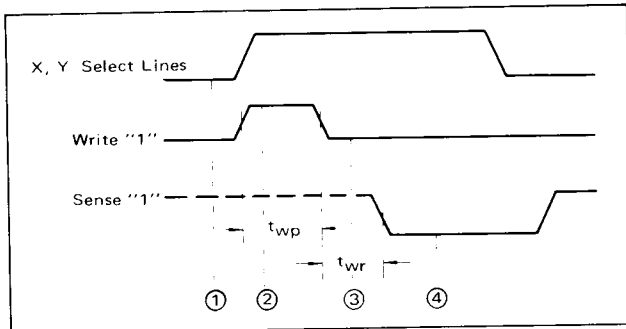 X, Y Select Lines
Write "1"
Sense "1"
twp
twr
① ② ③ ④